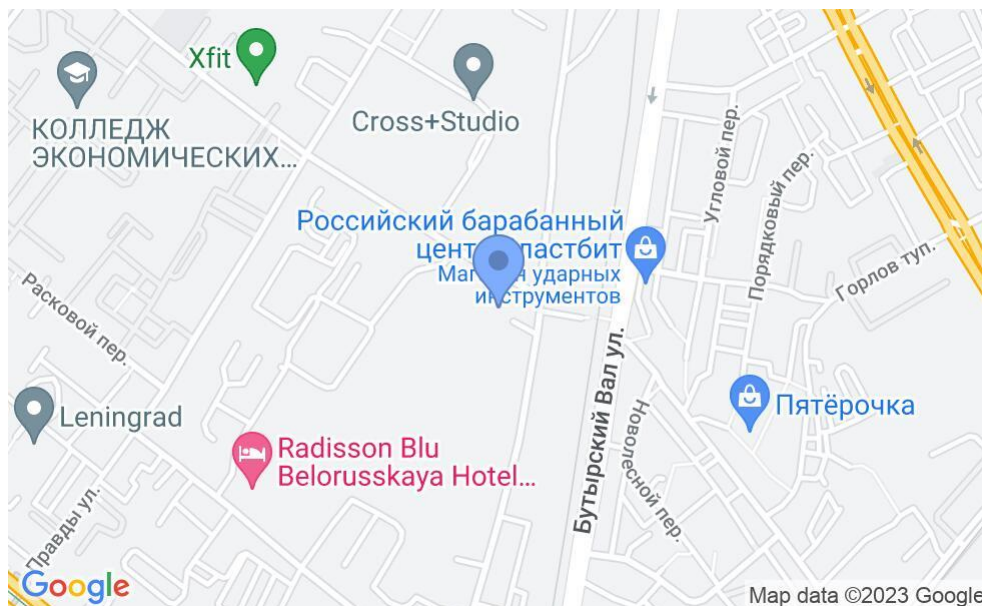 Xfit
КОЛЛЕДЖ
ЭКОНОМИЧЕСКИХ...
Cross+Studio
Российский барабанный
ударных
инструментов
Угловой пер.
Порядковый пер.
Горлов туп.
Расковой пер.
Leningrad
Radisson Blu
Belorusskaya Hotel...
Бутырский Вал ул.
Новолесной пер.
Пятёрочка
Правды ул.
Google
Map data ©2023 Google